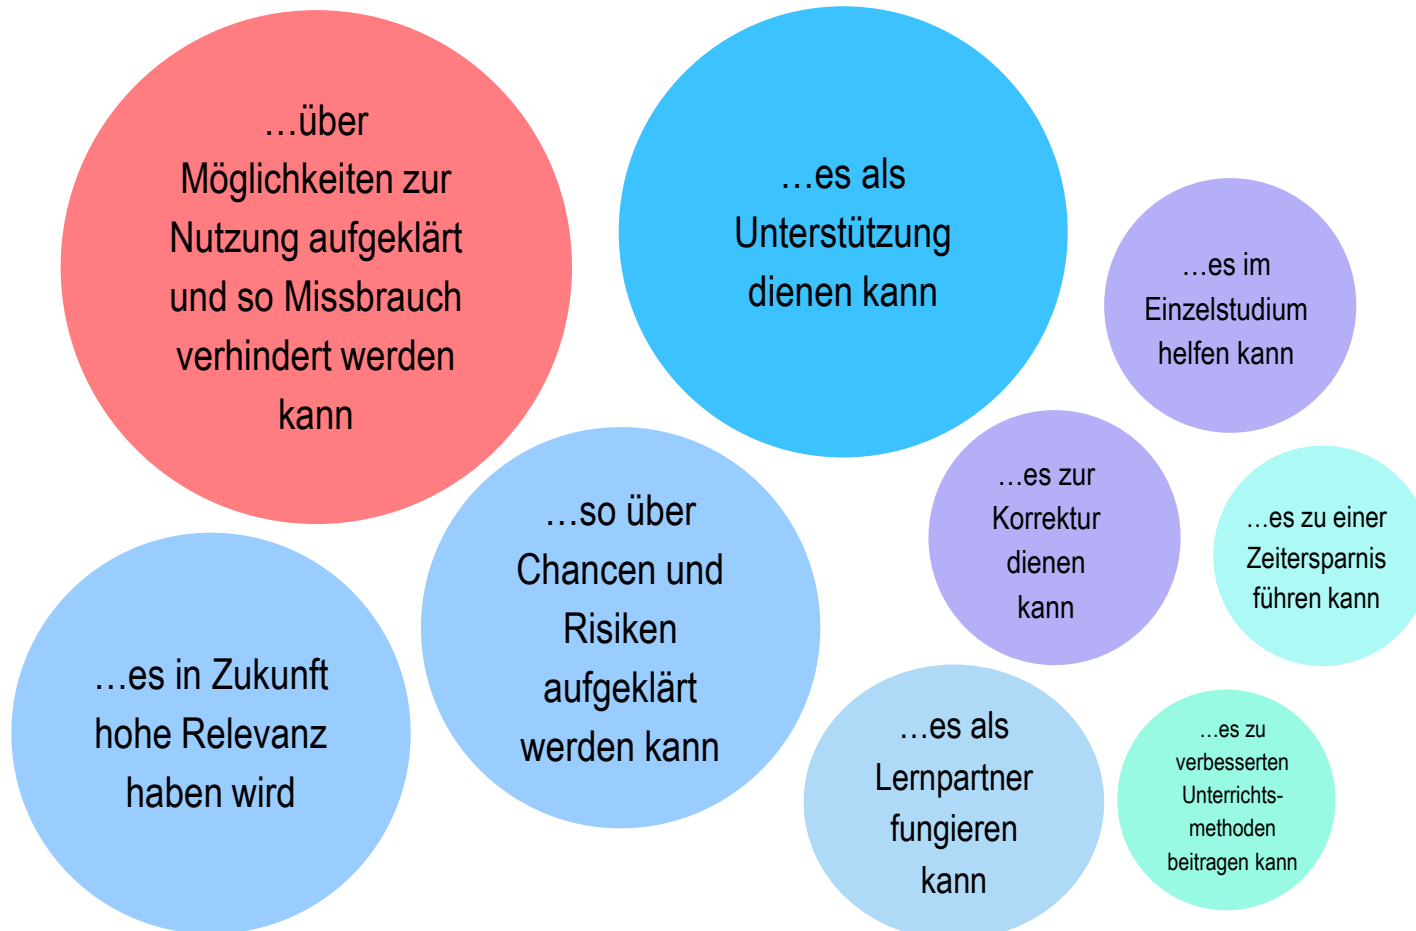 …über
Möglichkeiten zur
Nutzung aufgeklärt
und so Missbrauch
verhindert werden
kann
…es als
Unterstützung
dienen kann
…es im
Einzelstudium
helfen kann
…so über
Chancen und
Risiken
aufgeklärt
werden kann
…es zur
Korrektur
dienen
kann
…es zu einer
Zeitersparnis
führen kann
…es in Zukunft
hohe Relevanz
haben wird
…es als
Lernpartner
fungieren
kann
…es zu
verbesserten
Unterrichts-
methoden
beitragen kann